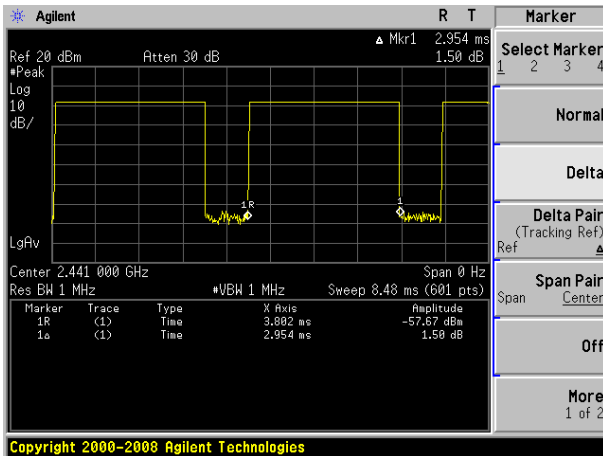 Agilent R T
Δ Mkr1 2.954 ms
Ref 20 dBm Atten 30 dB 1.50 dB
#Peak
Log
10
dB/
1R
1
LgAv
Center 2.441 000 GHz Span 0 Hz
Res BW 1 MHz #VBW 1 MHz Sweep 8.48 ms (601 pts)
Marker Trace Type X Axis Amplitude
1R (1) Time 3.802 ms -57.67 dBm
1Δ (1) Time 2.954 ms 1.50 dB
Copyright 2000-2008 Agilent Technologies
Marker
Select Marker
1 2 3 4
Normal
Delta
Delta Pair
(Tracking Ref)
Ref Δ
Span Pair
Span Center
Off
More
1 of 2